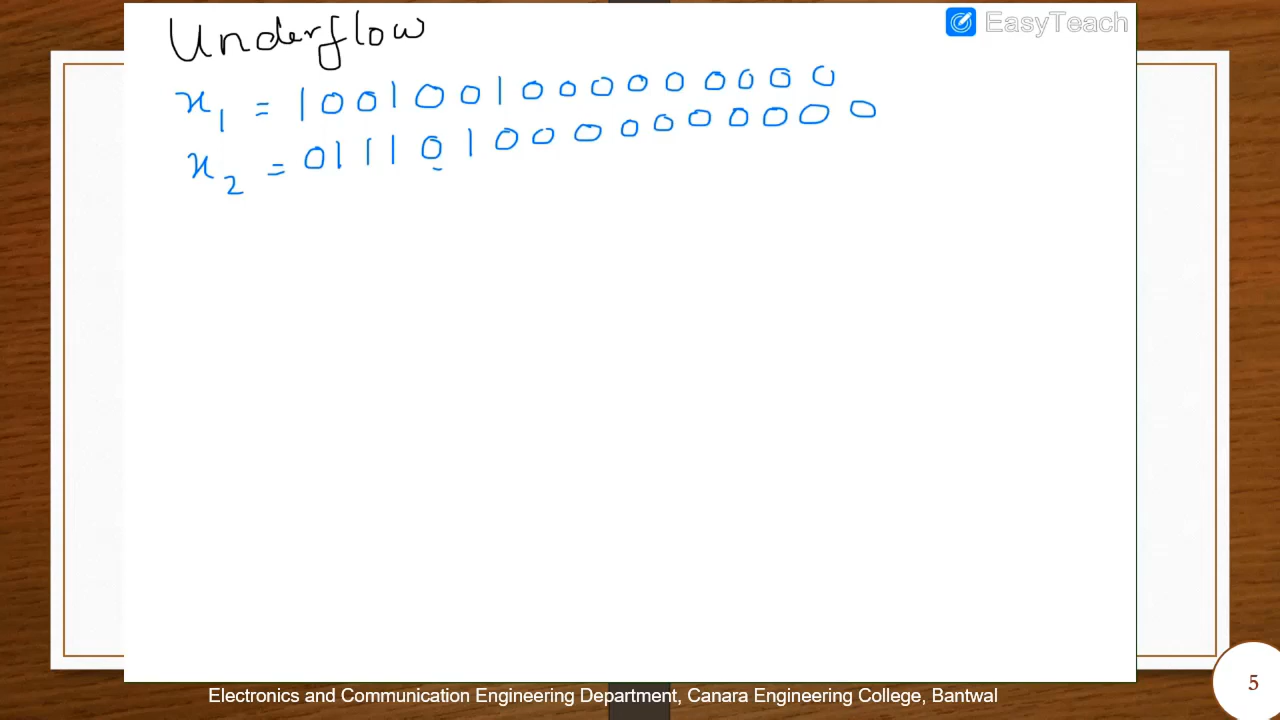 Underflow
EasyTeach
x1 = 1001001000000000
x2 = 0111010000000000
Electronics and Communication Engineering Department, Canara Engineering College, Bantwal
5